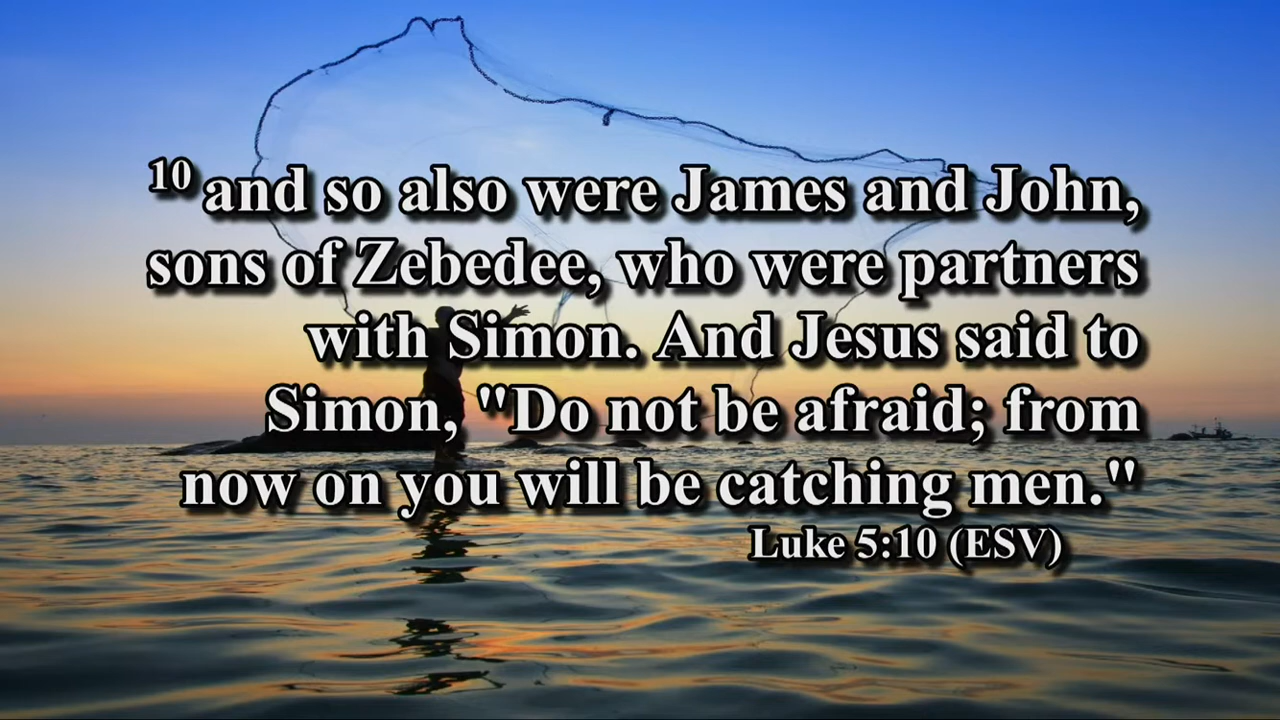 10 and so also were James and John,
sons of Zebedee, who were partners
with Simon. And Jesus said to
Simon, "Do not be afraid; from
now on you will be catching men."
Luke 5:10 (ESV)